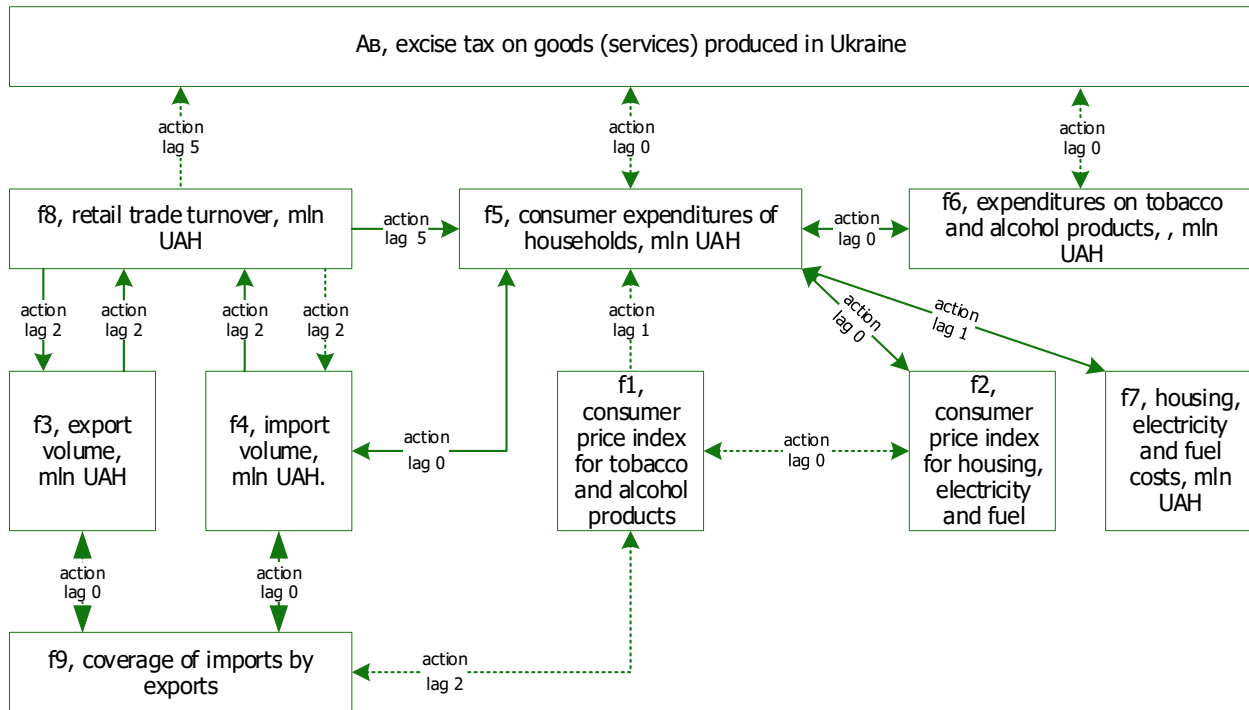 Ав, excise tax on goods (services) produced in Ukraine
action
lag 5
action
lag 0
action
lag 0
f8, retail trade turnover, mln
UAH
action
lag 5
f5, consumer expenditures of
households, mln UAH
action
lag 0
f6, expenditures on tobacco
and alcohol products, , mln
UAH
action
lag 2
action
lag 2
action
lag 2
action
lag 2
action
lag 1
action
lag 0
action
lag 1
f3, export
volume,
mln UAH
f4, import
volume,
mln UAH.
action
lag 0
f1,
consumer
price index
for tobacco
and alcohol
products
action
lag 0
f2,
consumer
price index
for housing,
electricity
and fuel
f7, housing,
electricity
and fuel
costs, mln
UAH
action
lag 0
action
lag 0
f9, coverage of imports by
exports
action
lag 2